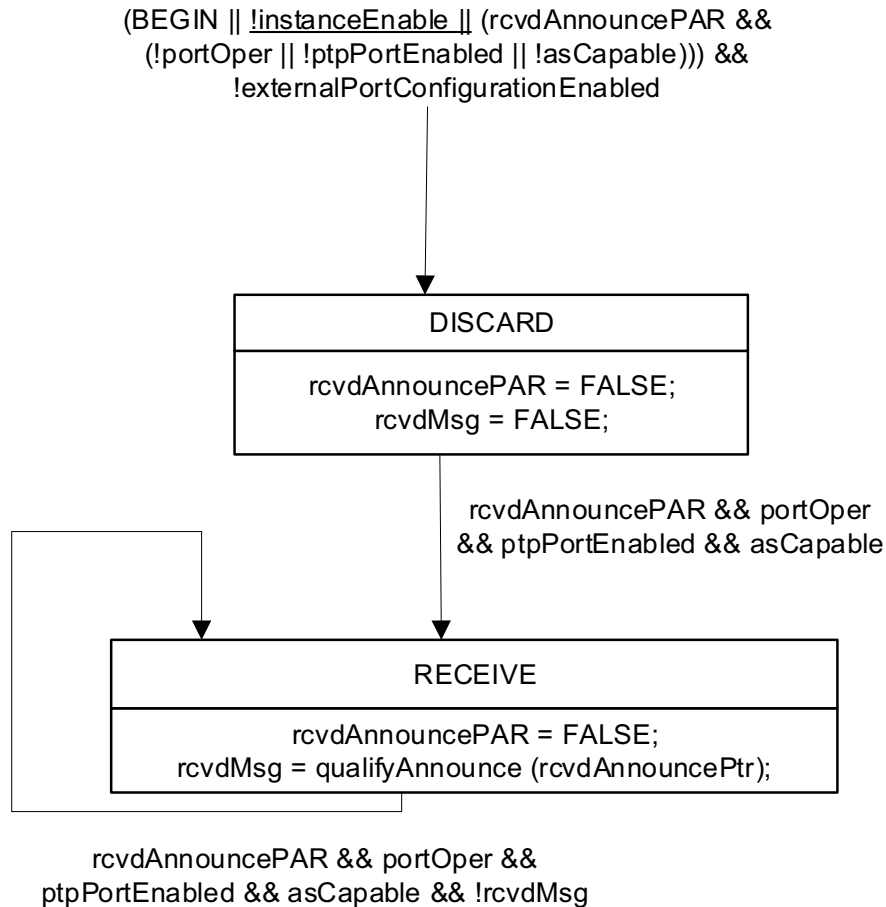 (BEGIN || !instanceEnable || (rcvdAnnouncePAR &&
(!portOper || !ptpPortEnabled || !asCapable))) &&
!externalPortConfigurationEnabled
DISCARD
rcvdAnnouncePAR = FALSE;
rcvdMsg = FALSE;
rcvdAnnouncePAR && portOper
&& ptpPortEnabled && asCapable
RECEIVE
rcvdAnnouncePAR = FALSE;
rcvdMsg = qualifyAnnounce (rcvdAnnouncePtr);
rcvdAnnouncePAR && portOper &&
ptpPortEnabled && asCapable && !rcvdMsg